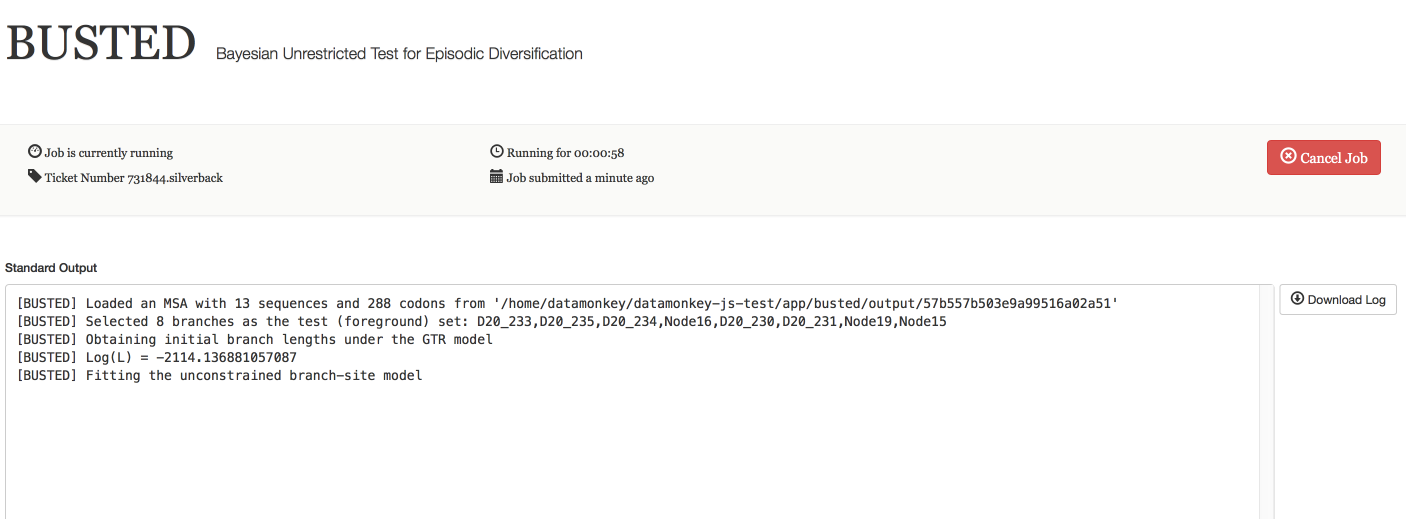 BUSTED Bayesian Unrestricted Test for Episodic Diversification
Job is currently running
Ticket Number 731844.silverback
Running for 00:00:58
Job submitted a minute ago
Cancel Job
Standard Output
[BUSTED] Loaded an MSA with 13 sequences and 288 codons from '/home/datamonkey/datamonkey-js-test/app/busted/output/57b557b503e9a99516a02a51'
[BUSTED] Selected 8 branches as the test (foreground) set: D20_233,D20_235,D20_234,Node16,D20_230,D20_231,Node19,Node15
[BUSTED] Obtaining initial branch lengths under the GTR model
[BUSTED] Log(L) = -2114.136881057087
[BUSTED] Fitting the unconstrained branch-site model
Download Log